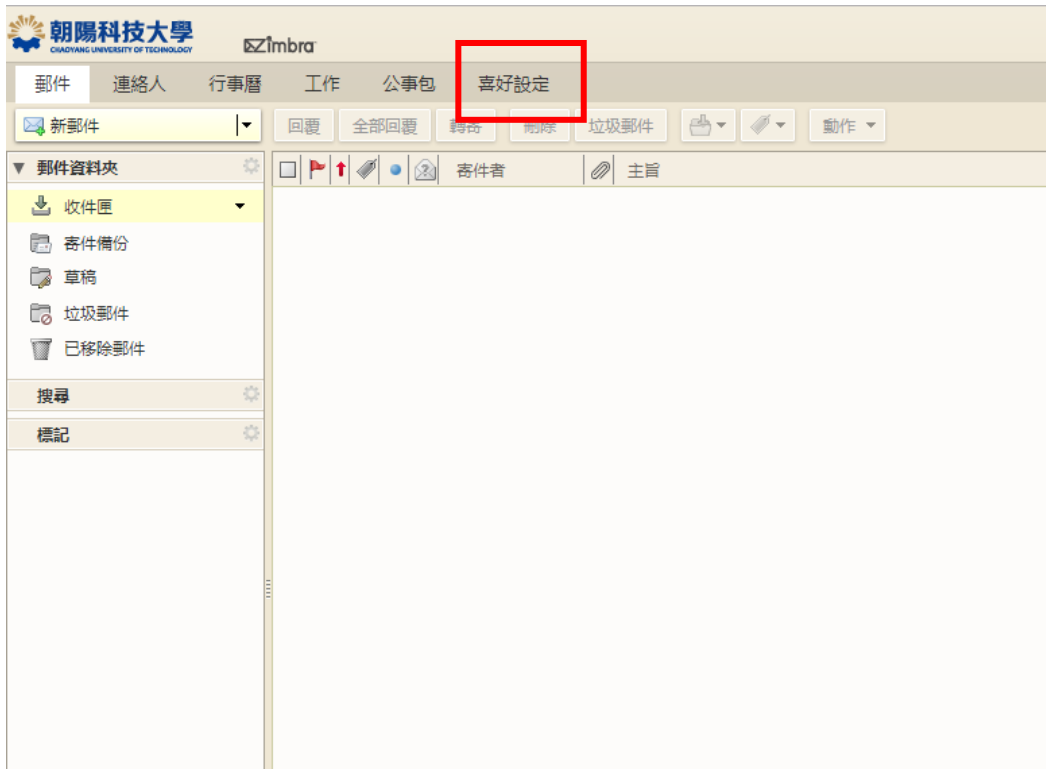 朝陽科技大學
CHAOYANG UNIVERSITY OF TECHNOLOGY
zimbra
郵件 連絡人 行事曆 工作 公事包 喜好設定
新郵件 回覆 全部回覆 轉寄 刪除 垃圾郵件 動作
郵件資料夾 寄件者 主旨
收件匣
寄件備份
草稿
垃圾郵件
已移除郵件
搜尋
標記